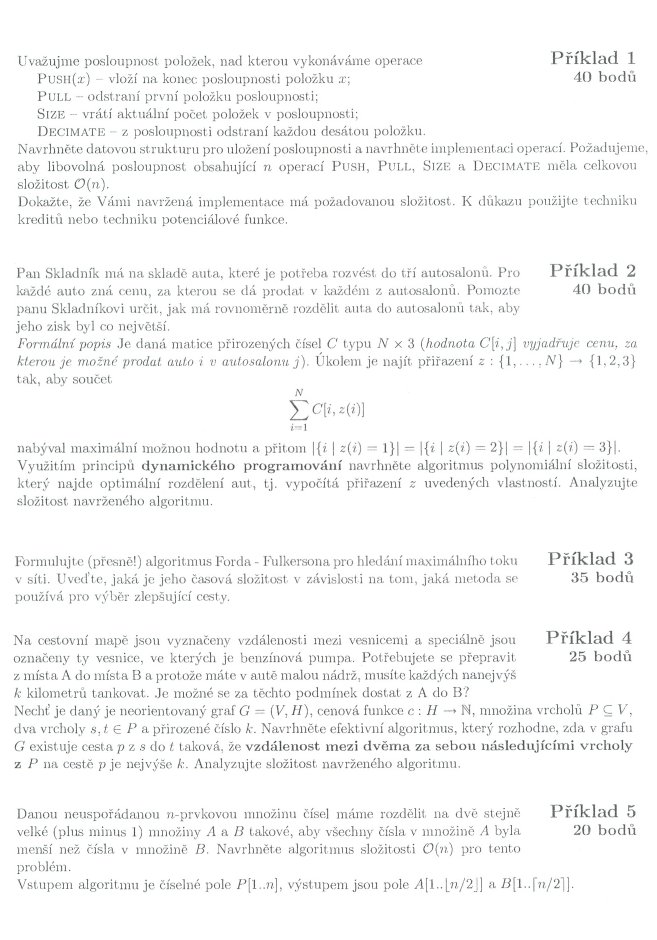 Uvažujme posloupnost položek, nad kterou vykonáváme operace
Příklad 1
40 bodů
PUSH(x) – vloží na konec posloupnosti položku x;
PULL – odstraní první položku posloupnosti;
SIZE – vrátí aktuální počet položek v posloupnosti;
DECIMATE – z posloupnosti odstraní každou desátou položku.
Navrhněte datovou strukturu pro uložení posloupnosti a navrhněte implementaci operací. Požadujeme,
aby libovolná posloupnost obsahující n operací PUSH, PULL, SIZE a DECIMATE měla celkovou
složitost O(n).
Dokažte, že Vámi navržená implementace má požadovanou složitost. K důkazu použijte techniku
kreditů nebo techniku potenciálové funkce.
Pan Skladník má na skladě auta, které je potřeba rozvést do tří autosalonů. Pro
Příklad 2
40 bodů
každé auto zná cenu, za kterou se dá prodat v každém z autosalonů. Pomozte
panu Skladníkovi určit, jak má rovnoměrně rozdělit auta do autosalonů tak, aby
jeho zisk byl co největší.
Formální popis Je daná matice přirozených čísel C typu N × 3 (hodnota C[i, j] vyjadřuje cenu, za
kterou je možné prodat auto i v autosalonu j). Úkolem je najít přiřazení z : {1, . . . , N} → {1, 2, 3}
tak, aby součet
N
∑ C[i, z(i)]
i=1
nabýval maximální možnou hodnotu a přitom |{i | z(i) = 1}| = |{i | z(i) = 2}| = |{i | z(i) = 3}|.
Využitím principů dynamického programování navrhněte algoritmus polynomiální složitosti,
který najde optimální rozdělení aut, tj. vypočítá přiřazení z uvedených vlastností. Analyzujte
složitost navrženého algoritmu.
Formulujte (přesně!) algoritmus Forda - Fulkersona pro hledání maximálního toku
Příklad 3
35 bodů
v síti. Uveďte, jaká je jeho časová složitost v závislosti na tom, jaká metoda se
používá pro výběr zlepšující cesty.
Na cestovní mapě jsou vyznačeny vzdálenosti mezi vesnicemi a speciálně jsou
Příklad 4
25 bodů
označeny ty vesnice, ve kterých je benzínová pumpa. Potřebujete se přepravit
z místa A do místa B a protože máte v autě malou nádrž, musíte každých nanejvýš
k kilometrů tankovat. Je možné se za těchto podmínek dostat z A do B?
Nechť je daný je neorientovaný graf G = (V, H), cenová funkce c : H → ℕ, množina vrcholů P ⊆ V,
dva vrcholy s, t ∈ P a přirozené číslo k. Navrhněte efektivní algoritmus, který rozhodne, zda v grafu
G existuje cesta p z s do t taková, že vzdálenost mezi dvěma za sebou následujícími vrcholy
z P na cestě p je nejvýše k. Analyzujte složitost navrženého algoritmu.
Danou neuspořádanou n-prvkovou množinu čísel máme rozdělit na dvě stejně
Příklad 5
20 bodů
velké (plus minus 1) množiny A a B takové, aby všechny čísla v množině A byla
menší než čísla v množině B. Navrhněte algoritmus složitosti O(n) pro tento
problém.
Vstupem algoritmu je číselné pole P[1..n], výstupem jsou pole A[1..⌊n/2⌋] a B[1..⌈n/2⌉].